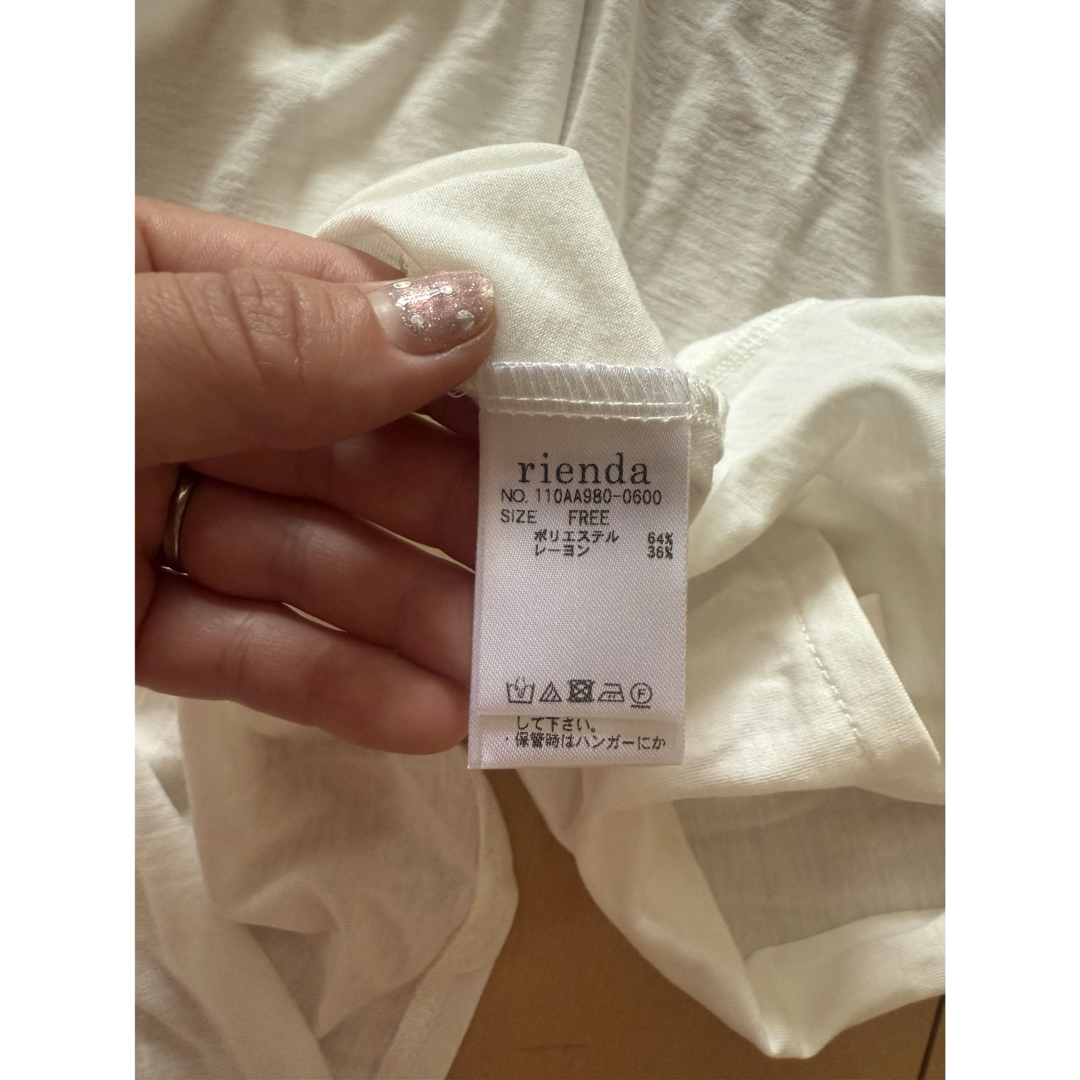 rienda
NO. 110AA980-0600
SIZE FREE
ポリエステル 64%
レーヨン 36%
F
して下さい。
・保管時はハンガーにか